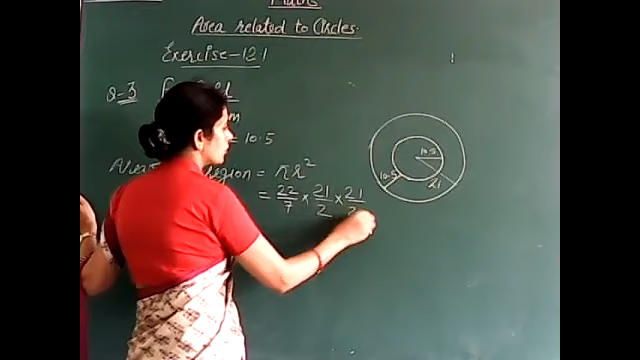 Maths
Area related to Circles.
Exercise-12.1
Q-3
= 10.5
Area region = πr²
= 22/7 × 21/2 × 21/2
10.5
10.5
21